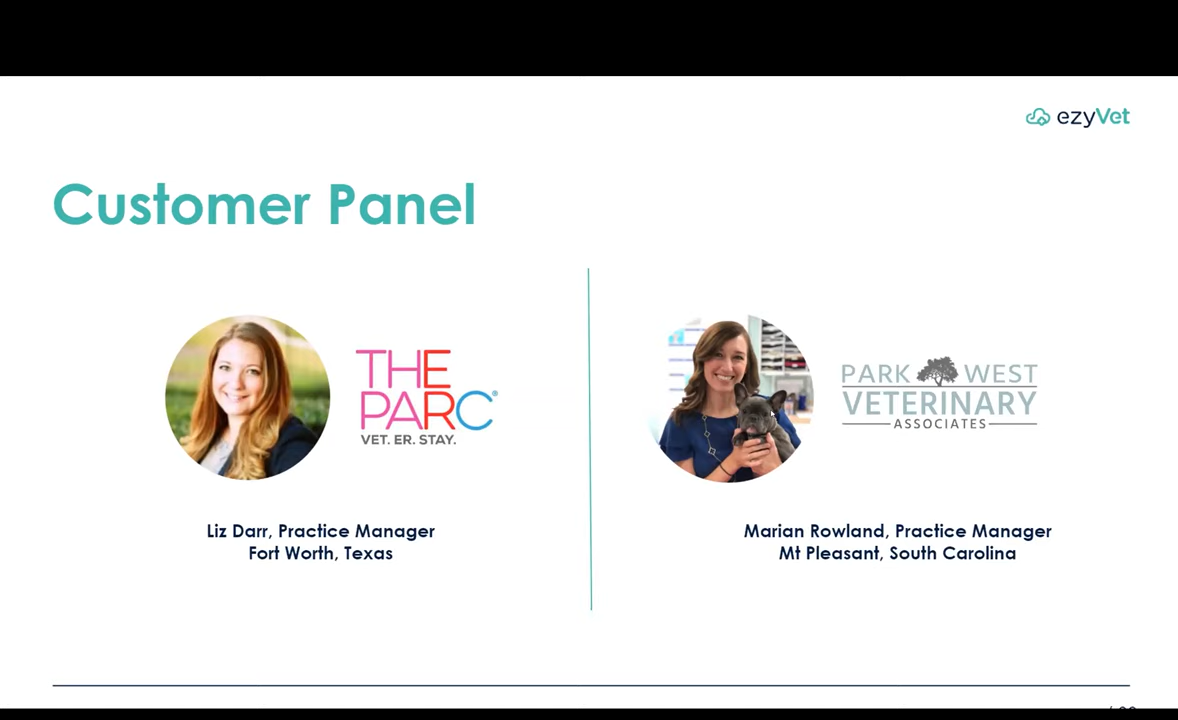 ezyVet
Customer Panel
THE
PARC®
VET. ER. STAY.
Liz Darr, Practice Manager
Fort Worth, Texas
PARK WEST
VETERINARY
ASSOCIATES
Marian Rowland, Practice Manager
Mt Pleasant, South Carolina